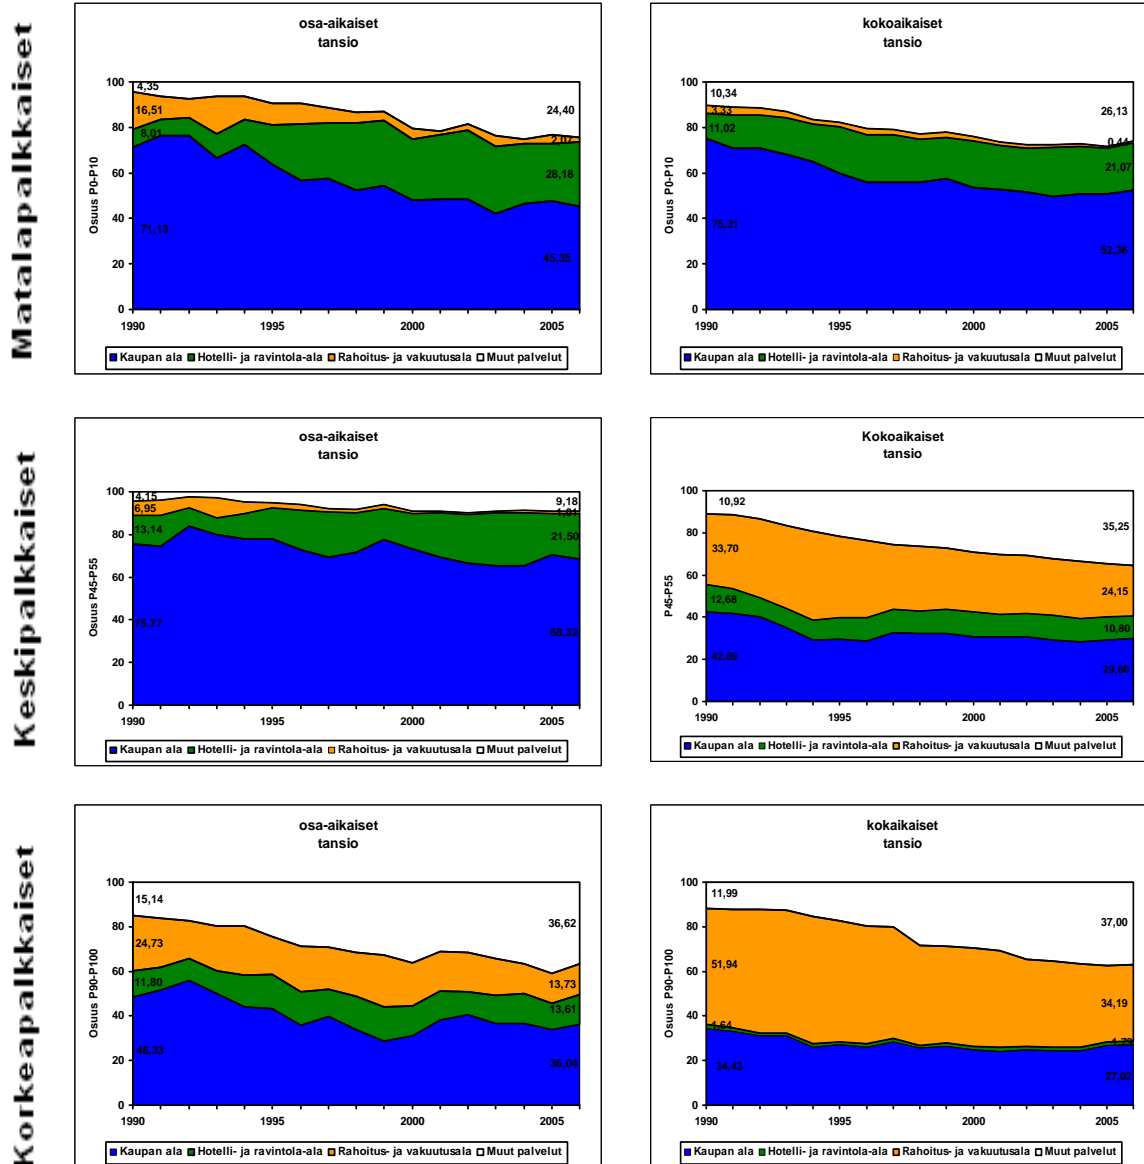 Matalapalkkaiset
osa-aikaiset
tansio
Osuus P0-P10
100
80
60
40
20
0
4,35
16,51
8,01
71,13
24,40
2,07
28,18
45,35
1990 1995 2000 2005
Kaupan ala Hotelli- ja ravintola-ala Rahoitus- ja vakuutusala Muut palvelut
kokoaikaiset
tansio
Osuus P0-P10
100
80
60
40
20
0
10,34
3,33
11,02
75,31
26,13
0,44
21,07
52,36
1990 1995 2000 2005
Kaupan ala Hotelli- ja ravintola-ala Rahoitus- ja vakuutusala Muut palvelut
Keskipalkkaiset
osa-aikaiset
tansio
Osuus P45-P55
100
80
60
40
20
0
4,15
6,95
13,14
75,77
9,18
21,50
68,32
1990 1995 2000 2005
Kaupan ala Hotelli- ja ravintola-ala Rahoitus- ja vakuutusala Muut palvelut
Kokoaikaiset
tansio
P45-P55
100
80
60
40
20
0
10,92
33,70
12,68
42,69
35,25
24,15
10,80
29,80
1990 1995 2000 2005
Kaupan ala Hotelli- ja ravintola-ala Rahoitus- ja vakuutusala Muut palvelut
Korkeapalkkaiset
osa-aikaiset
tansio
Osuus P90-P100
100
80
60
40
20
0
15,14
24,73
11,80
48,33
36,62
13,73
13,61
36,04
1990 1995 2000 2005
Kaupan ala Hotelli- ja ravintola-ala Rahoitus- ja vakuutusala Muut palvelut
kokaikaiset
tansio
Osuus P90-P100
100
80
60
40
20
0
11,99
51,94
1,64
34,43
37,00
34,19
1,79
27,02
1990 1995 2000 2005
Kaupan ala Hotelli- ja ravintola-ala Rahoitus- ja vakuutusala Muut palvelut